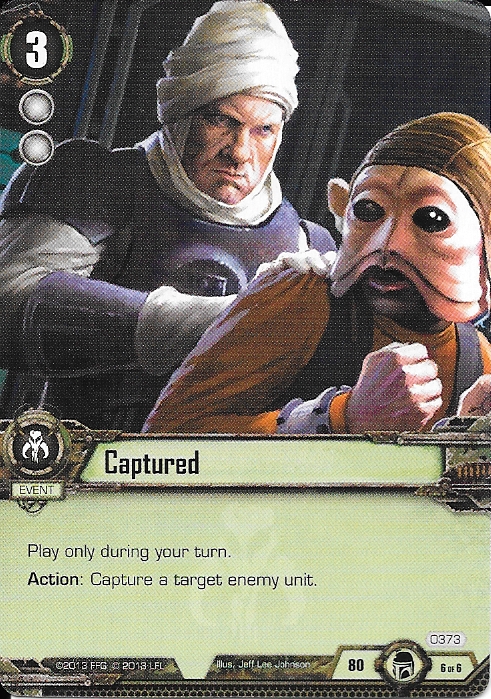 3
Captured
EVENT
Play only during your turn.
Action: Capture a target enemy unit.
0373
©2013 FFG © 2013 LFL
Illus. Jeff Lee Johnson
80
6 OF 6